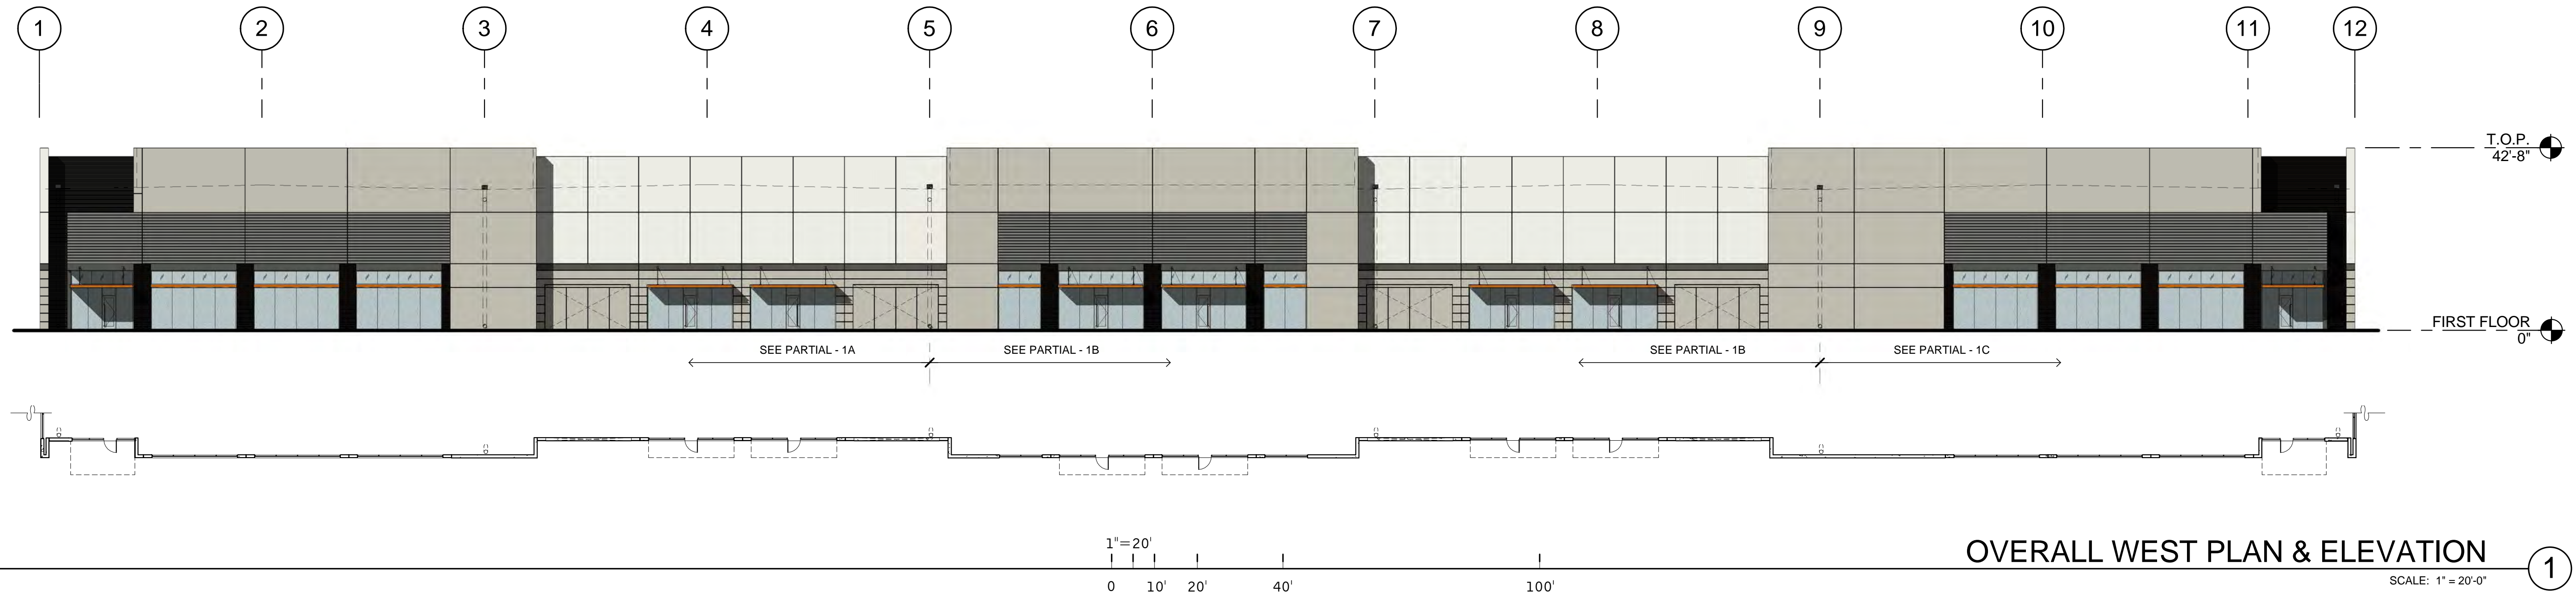 1 2 3 4 5 6 7 8 9 10 11 12
T.O.P.
42'-8"
FIRST FLOOR
0"
SEE PARTIAL - 1A SEE PARTIAL - 1B SEE PARTIAL - 1B SEE PARTIAL - 1C
1"=20'
0 10' 20' 40' 100'
OVERALL WEST PLAN & ELEVATION
1
SCALE: 1" = 20'-0"